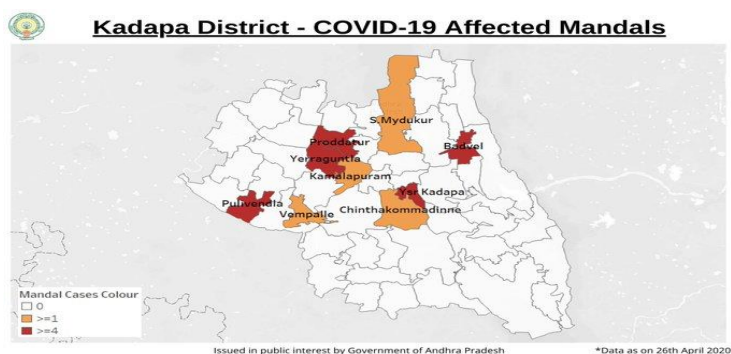 Kadapa District - COVID-19 Affected Mandals
S.Mydukur
Proddatur
Badvel
Yerraguntla
Kamalapuram
Ysr Kadapa
Pulivendla
Vempalle
Chinthakommadinne
Mandal Cases Colour
0
>=1
>=4
Issued in public interest by Government of Andhra Pradesh
*Data as on 26th April 2020